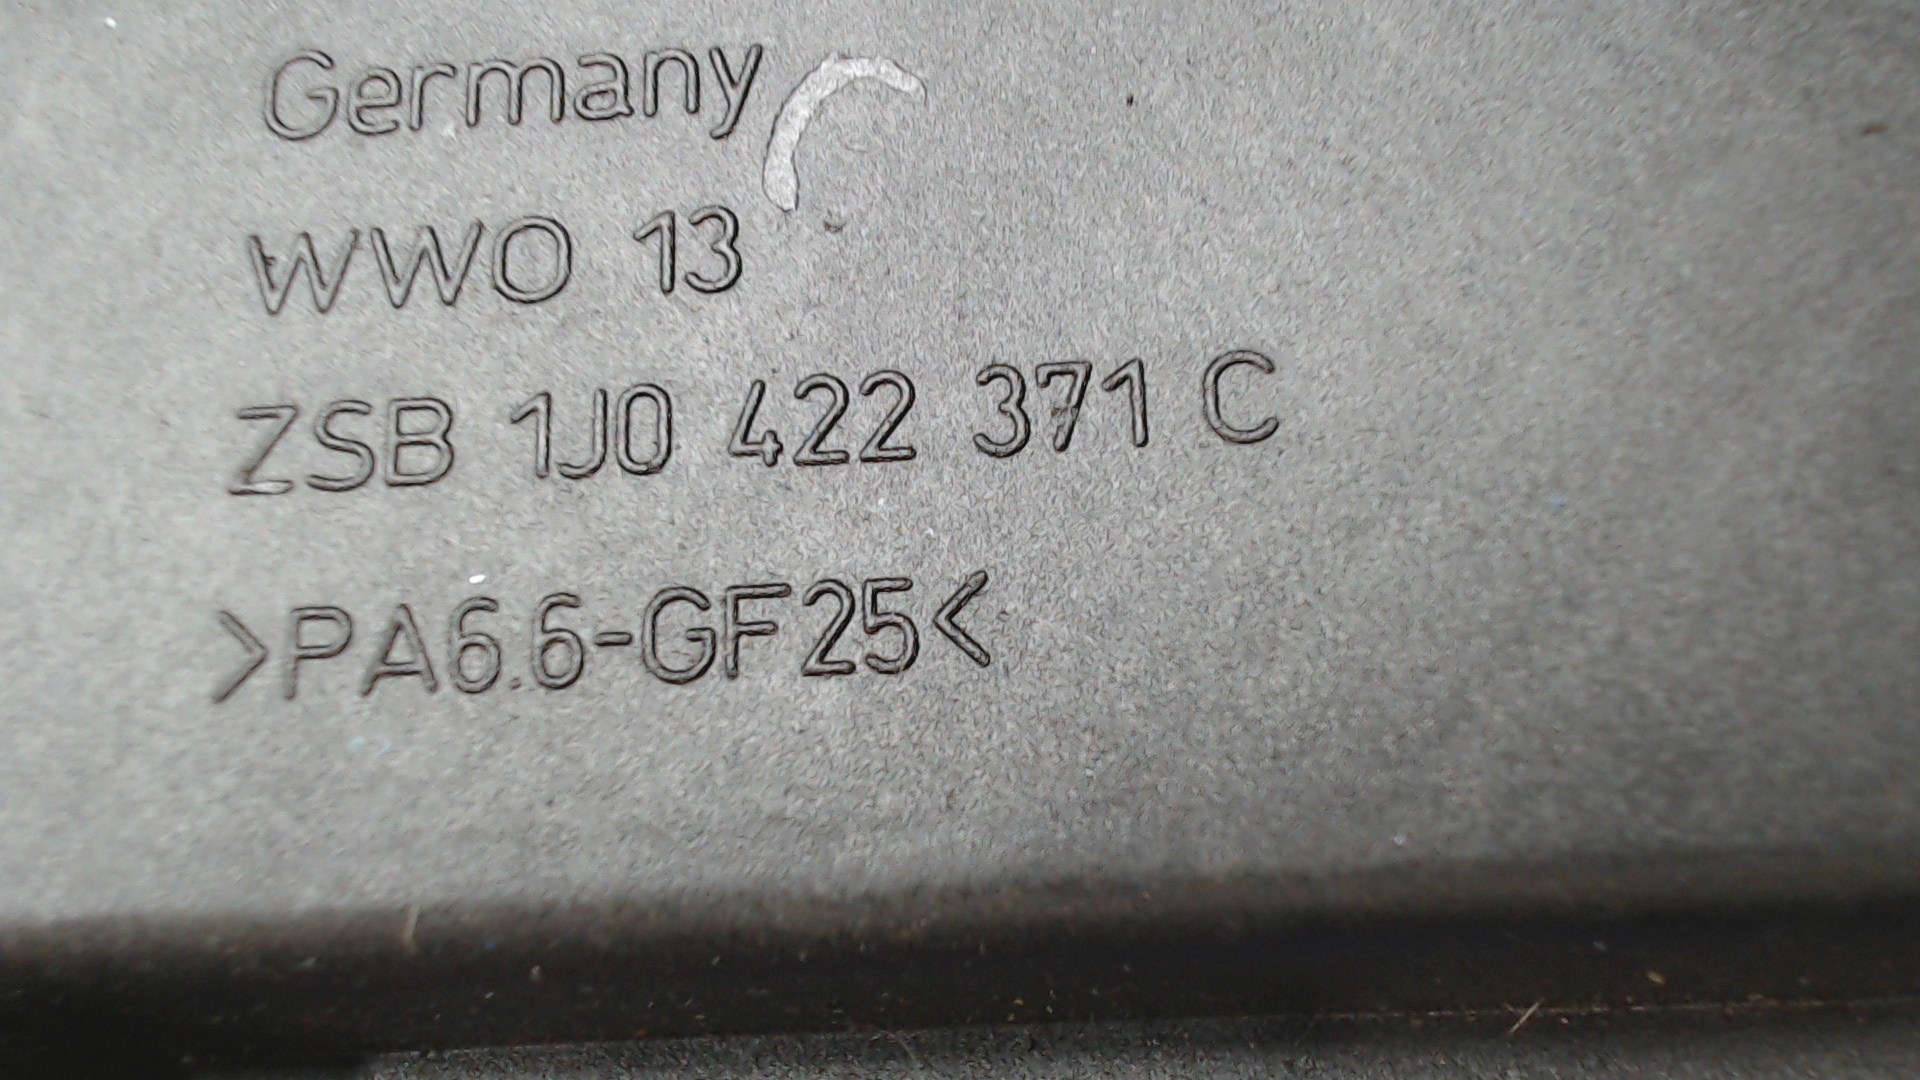 Germany
WWO 13
ZSB 1J0 422 371 C
>PA6.6-GF25<